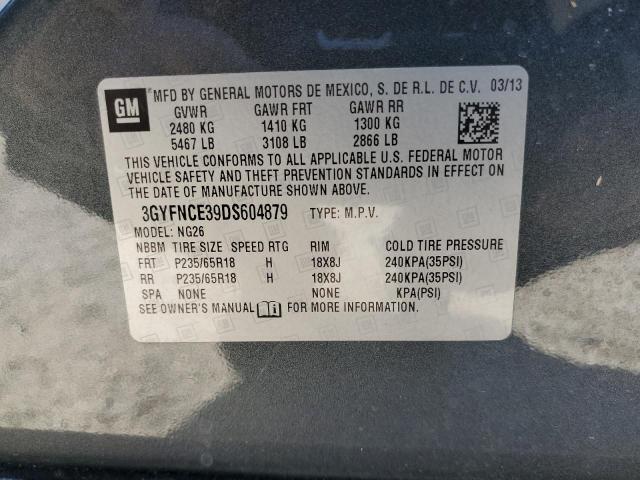 GM
MFD BY GENERAL MOTORS DE MEXICO, S. DE R.L. DE C.V. 03/13
GVWR GAWR FRT GAWR RR
2480 KG 1410 KG 1300 KG
5467 LB 3108 LB 2866 LB
THIS VEHICLE CONFORMS TO ALL APPLICABLE U.S. FEDERAL MOTOR
VEHICLE SAFETY AND THEFT PREVENTION STANDARDS IN EFFECT ON
THE DATE OF MANUFACTURE SHOWN ABOVE.
3GYFNCE39DS604879 TYPE: M.P.V.
MODEL: NG26
NBBM TIRE SIZE SPEED RTG RIM COLD TIRE PRESSURE
FRT P235/65R18 H 18X8J 240KPA(35PSI)
RR P235/65R18 H 18X8J 240KPA(35PSI)
SPA NONE NONE KPA(PSI)
SEE OWNER'S MANUAL FOR MORE INFORMATION.